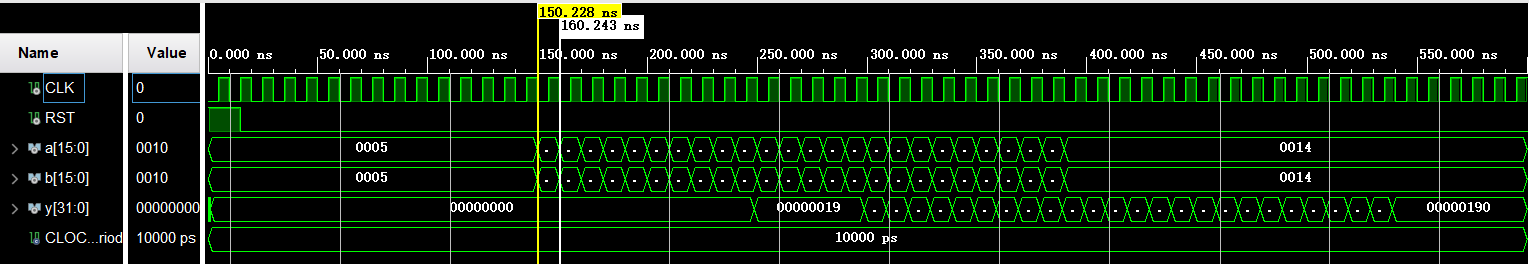 150.228 ns
160.243 ns
Name Value 0.000 ns 50.000 ns 100.000 ns 150.000 ns 200.000 ns 250.000 ns 300.000 ns 350.000 ns 400.000 ns 450.000 ns 500.000 ns 550.000 ns
CLK 0
RST 0
a[15:0] 0010 0005 0014
b[15:0] 0010 0005 0014
y[31:0] 00000000 00000000 00000019 00000190
CLOC...riod 10000 ps 10000 ps